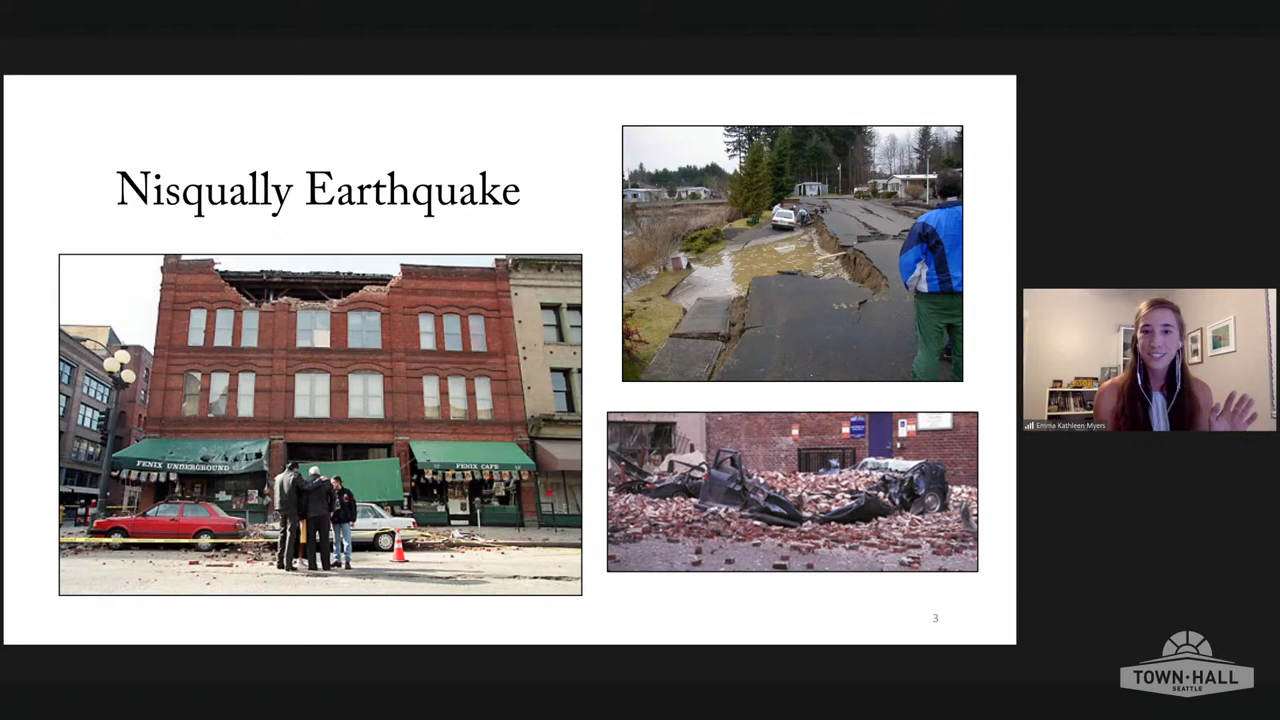 Nisqually Earthquake
FENIX UNDERGROUND
FENIX CAFE
3
Emma Kathleen Myers
TOWN·HALL
SEATTLE